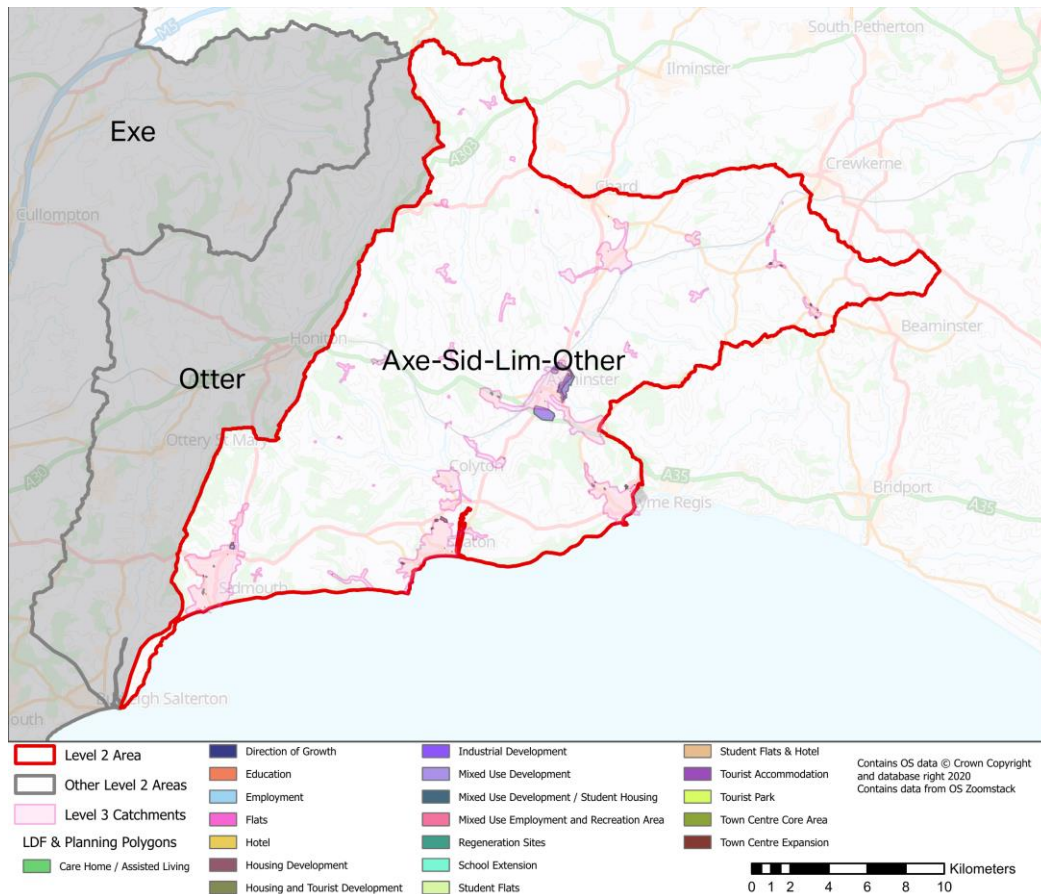 M5
South Petherton
Ilminster
Exe
A303
Crewkerne
Chard
Cullompton
Beaminster
Honiton
Axe-Sid-Lim-Other
Otter
Ottery St Mary
Colyton
A30
A35
Bridport
A35
Sidmouth
Level 2 Area
Other Level 2 Areas
Level 3 Catchments
LDF & Planning Polygons
Care Home / Assisted Living
Direction of Growth
Education
Employment
Flats
Hotel
Housing Development
Housing and Tourist Development
Industrial Development
Mixed Use Development
Mixed Use Development / Student Housing
Mixed Use Employment and Recreation Area
Regeneration Sites
School Extension
Student Flats
Student Flats & Hotel
Tourist Accommodation
Tourist Park
Town Centre Core Area
Town Centre Expansion
Contains OS data © Crown Copyright
and database right 2020
Contains data from OS Zoomstack
Kilometers
0 1 2 4 6 8 10